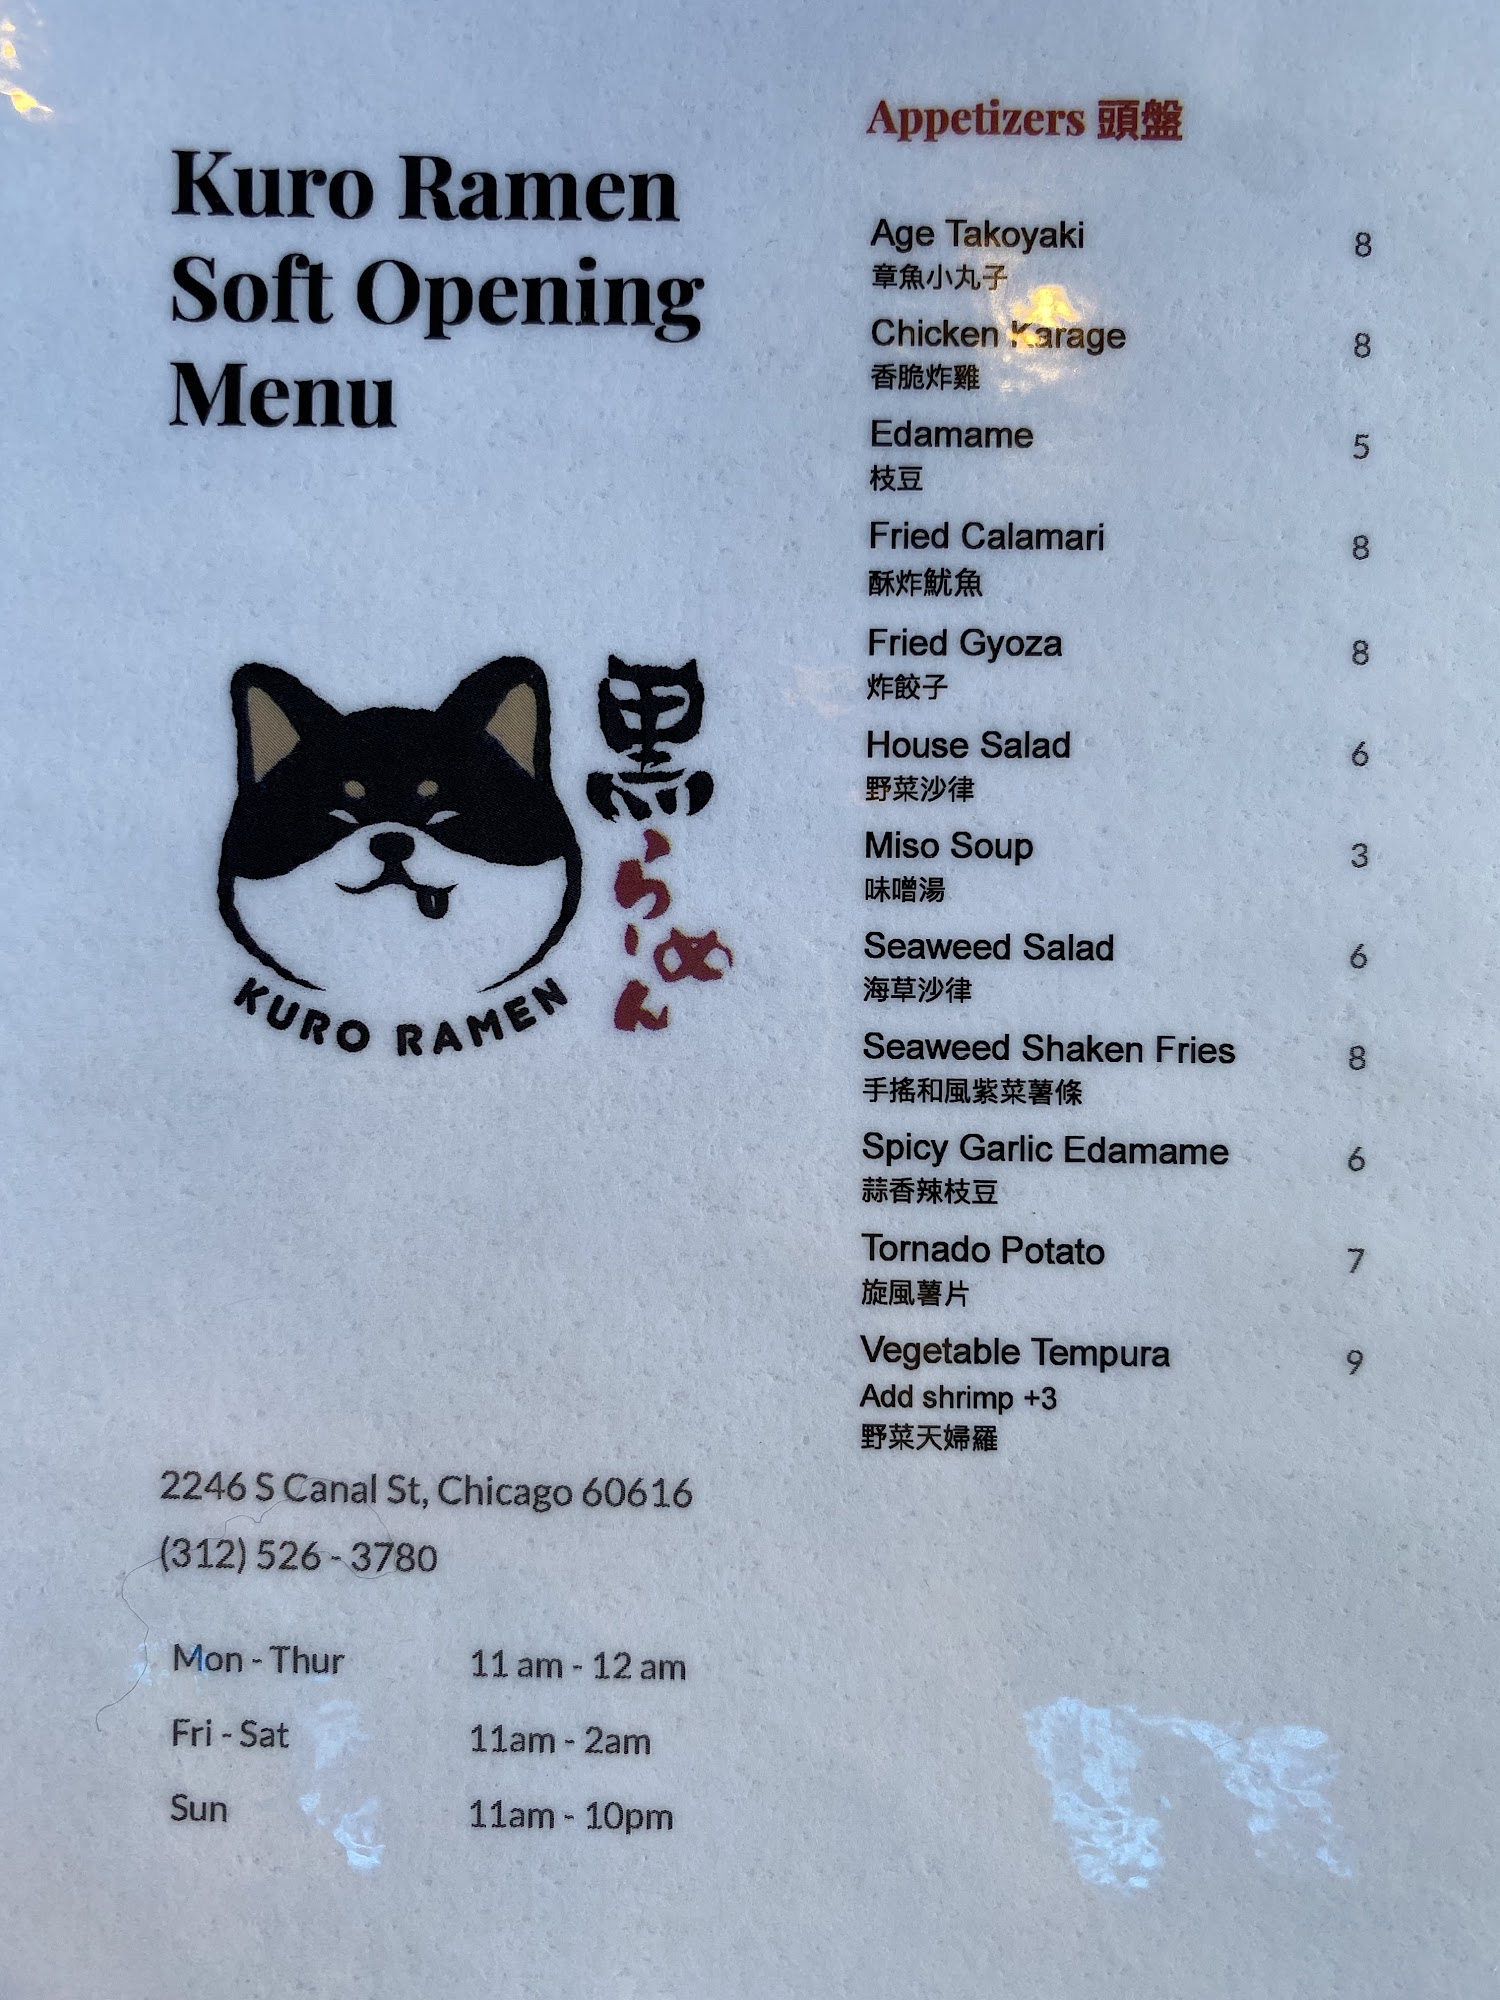 Kuro Ramen
Soft Opening
Menu
黒
らーめん
KURO RAMEN
2246 S Canal St, Chicago 60616
(312) 526 - 3780
Mon - Thur 11 am - 12 am
Fri - Sat 11am - 2am
Sun 11am - 10pm
Appetizers 頭盤
Age Takoyaki 8
章魚小丸子
Chicken Karage 8
香脆炸雞
Edamame 5
枝豆
Fried Calamari 8
酥炸魷魚
Fried Gyoza 8
炸餃子
House Salad 6
野菜沙律
Miso Soup 3
味噌湯
Seaweed Salad 6
海草沙律
Seaweed Shaken Fries 8
手搖和風紫菜薯條
Spicy Garlic Edamame 6
蒜香辣枝豆
Tornado Potato 7
旋風薯片
Vegetable Tempura 9
Add shrimp +3
野菜天婦羅